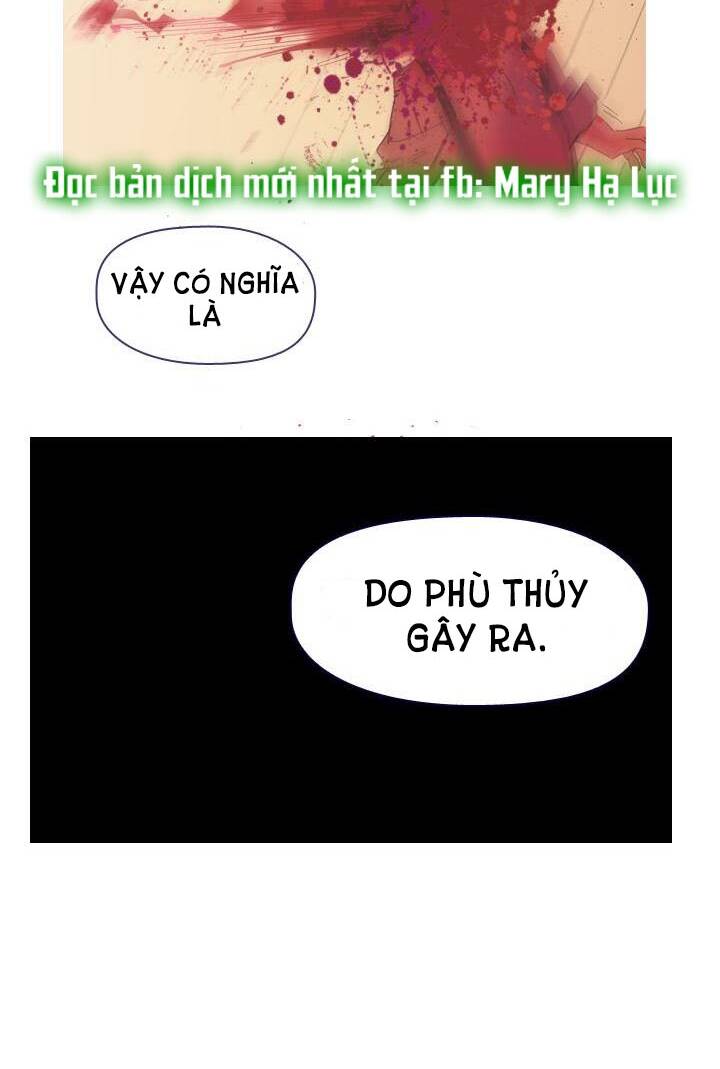 Đọc bản dịch mới nhất tại fb: Mary Hạ Lục
VẬY CÓ NGHĨA
LÀ
DO PHÙ THỦY
GÂY RA.